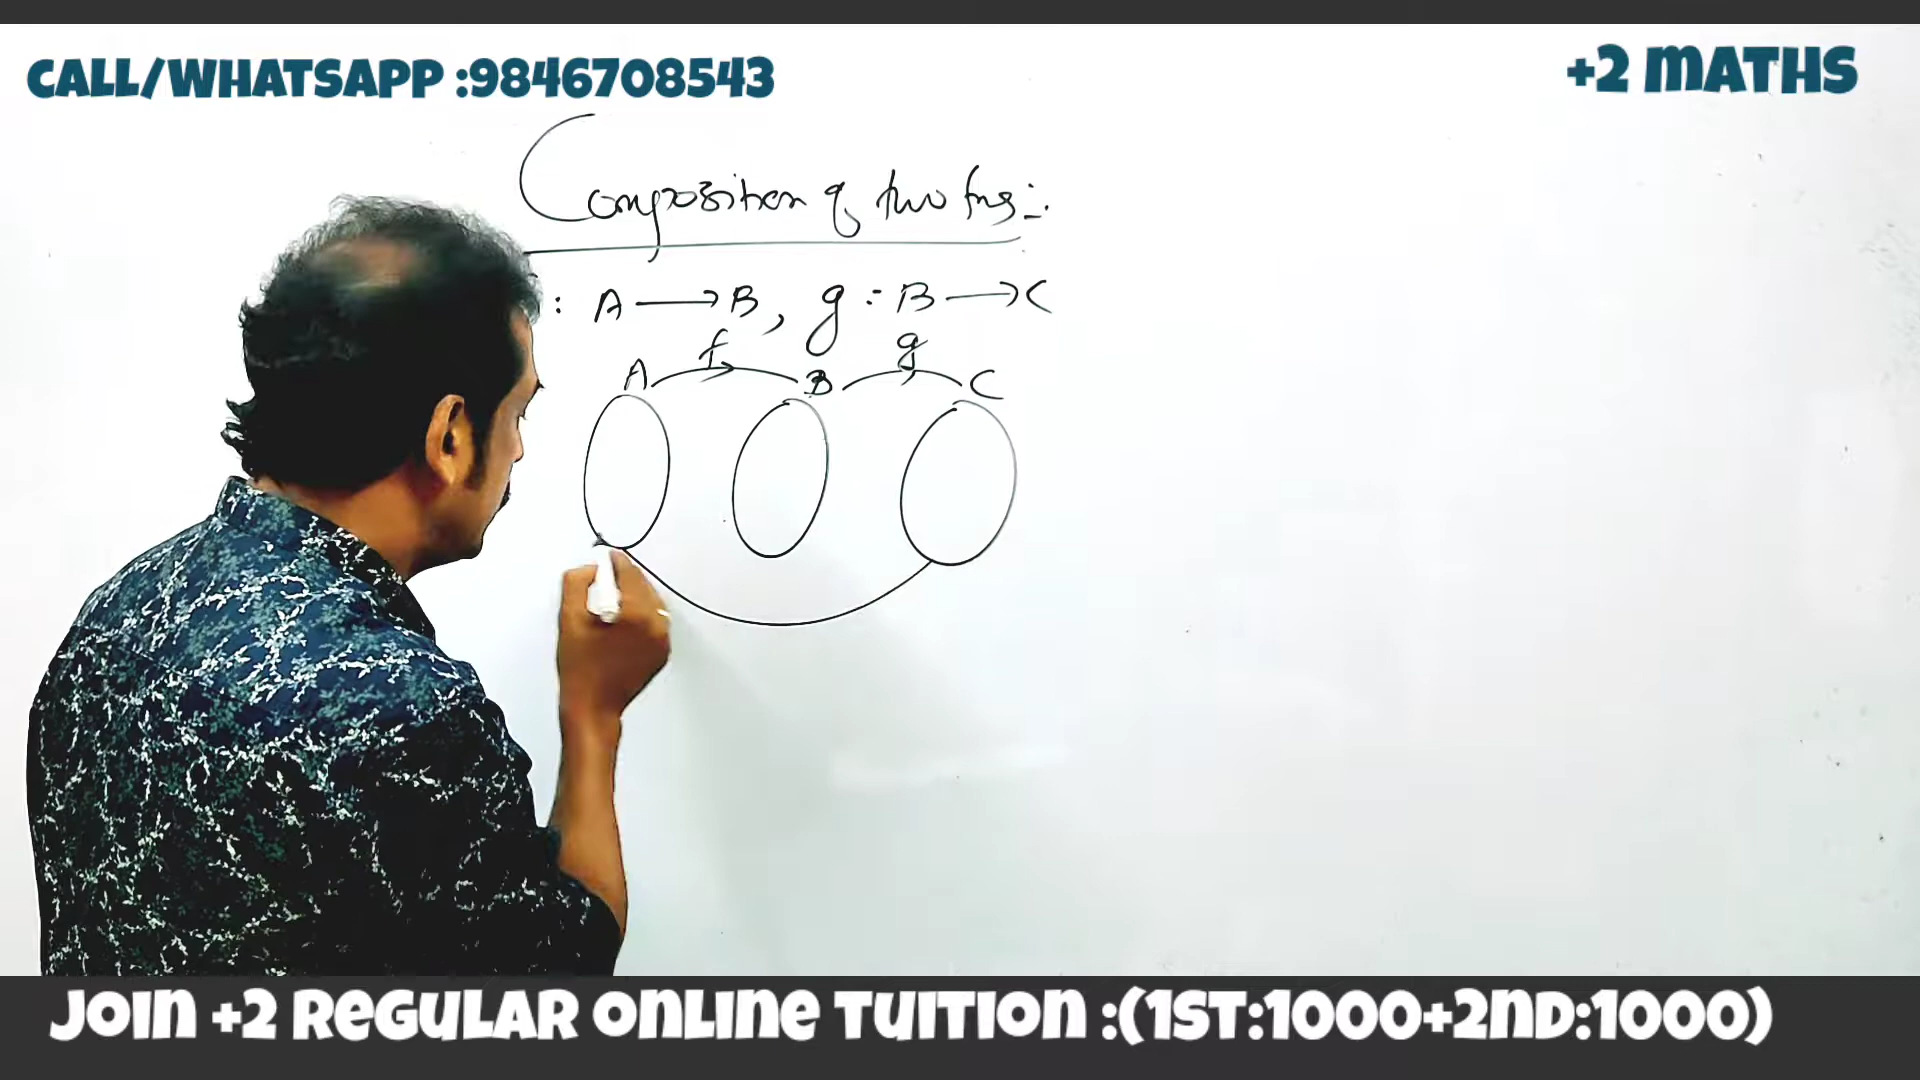 CALL/WHATSAPP :9846708543
+2 MATHS
Composition of two fns:-
: A → B, g : B → C
f
g
A
B
C
JOIN +2 REGULAR ONLINE TUITION :(1ST:1000+2ND:1000)